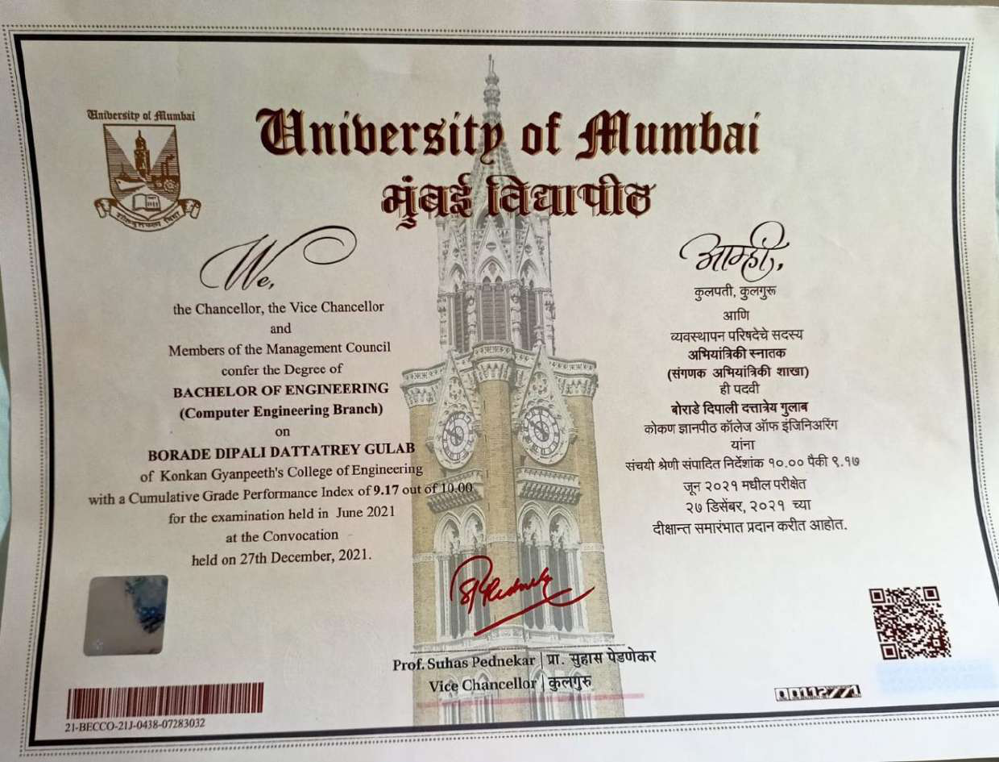 University of Mumbai
University of Mumbai
मुंबई विद्यापीठ
We,
the Chancellor, the Vice Chancellor
and
Members of the Management Council
confer the Degree of
BACHELOR OF ENGINEERING
(Computer Engineering Branch)
on
BORADE DIPALI DATTATREY GULAB
of Konkan Gyanpeeth's College of Engineering
with a Cumulative Grade Performance Index of 9.17 out of 10.00
for the examination held in June 2021
at the Convocation
held on 27th December, 2021.
आम्ही,
कुलपती, कुलगुरू
आणि
व्यवस्थापन परिषदेचे सदस्य
अभियांत्रिकी स्नातक
(संगणक अभियांत्रिकी शाखा)
ही पदवी
बोराडे दिपाली दत्तात्रेय गुलाब
कोकण ज्ञानपीठ कॉलेज ऑफ इंजिनिअरिंग
यांना
संचयी श्रेणी संपादित निर्देशांक १०.०० पैकी ९.१७
जून २०२१ मधील परीक्षेत
२७ डिसेंबर, २०२१ च्या
दीक्षान्त समारंभात प्रदान करीत आहोत.
Prof. Suhas Pednekar | प्रा. सुहास पेडणेकर
Vice Chancellor | कुलगुरु
21-BECCO-21J-0438-07283032
00112771